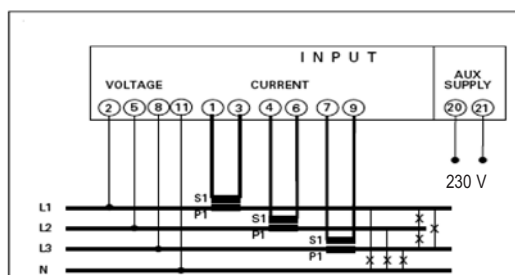 INPUT
VOLTAGE CURRENT AUX SUPPLY
2 5 8 11 1 3 4 6 7 9 20 21
230 V
S1
L1 P1
S1
L2 P1
S1
L3 P1
N